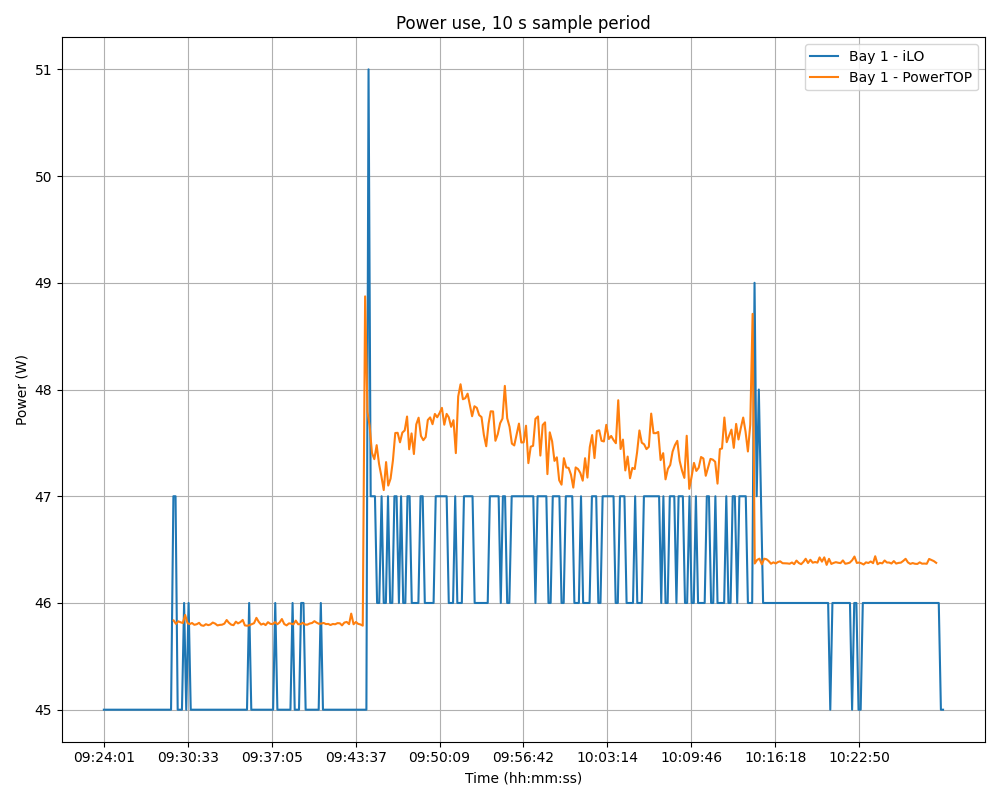 Power use, 10 s sample period
Bay 1 - iLO
Bay 1 - PowerTOP
Power (W)
51
50
49
48
47
46
45
09:24:01 09:30:33 09:37:05 09:43:37 09:50:09 09:56:42 10:03:14 10:09:46 10:16:18 10:22:50
Time (hh:mm:ss)